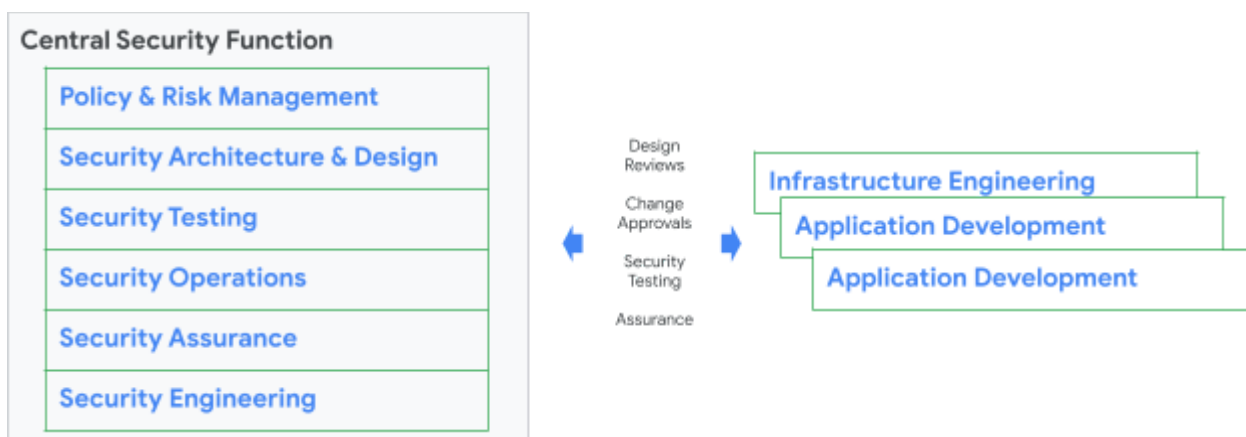 Central Security Function
Policy & Risk Management
Security Architecture & Design
Security Testing
Security Operations
Security Assurance
Security Engineering
Design
Reviews
Change
Approvals
Security
Testing
Assurance
Infrastructure Engineering
Application Development
Application Development